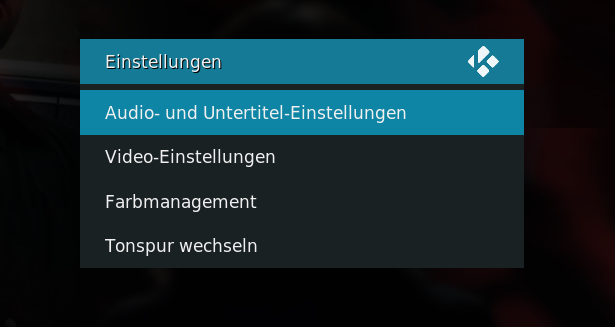 Einstellungen
Audio- und Untertitel-Einstellungen
Video-Einstellungen
Farbmanagement
Tonspur wechseln